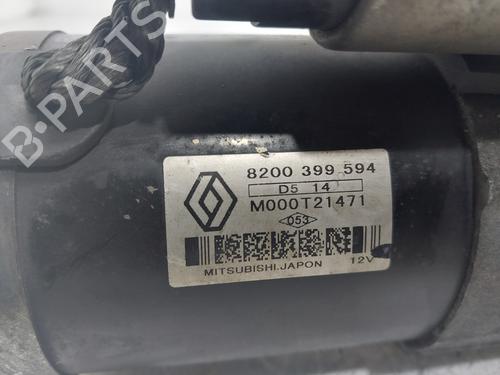 B-PARTS
8200 399 594
D5 14
M000T21471
053
MITSUBISHI.JAPON 12V